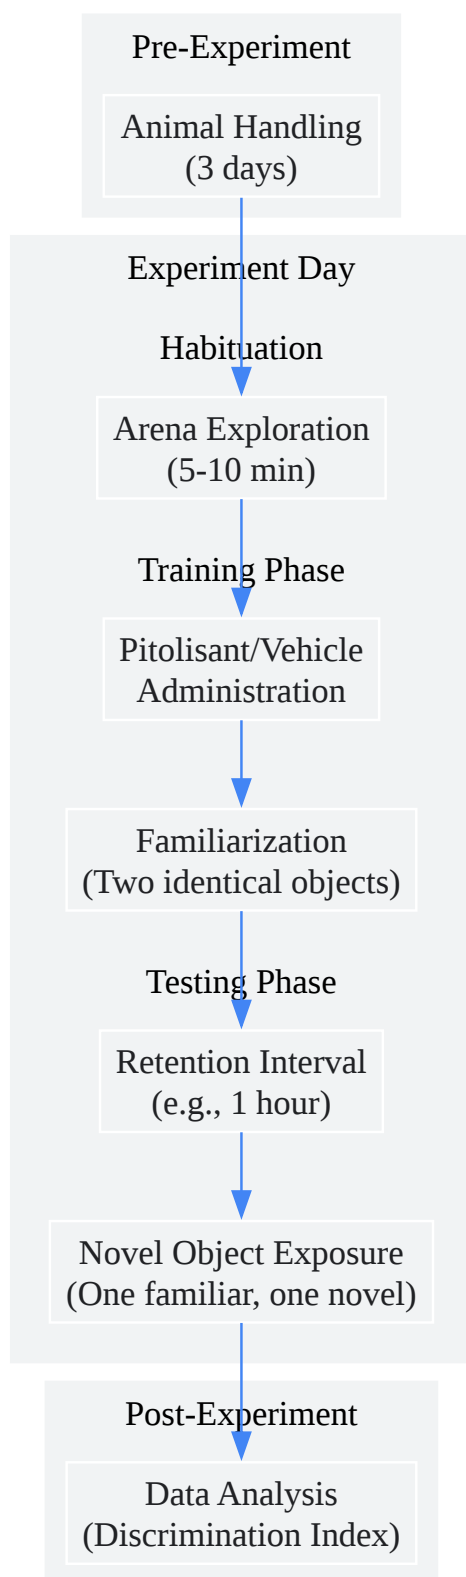 Pre-Experiment
Animal Handling
(3 days)
Experiment Day
Habituation
Arena Exploration
(5-10 min)
Training Phase
Pitolisant/Vehicle
Administration
Familiarization
(Two identical objects)
Testing Phase
Retention Interval
(e.g., 1 hour)
Novel Object Exposure
(One familiar, one novel)
Post-Experiment
Data Analysis
(Discrimination Index)